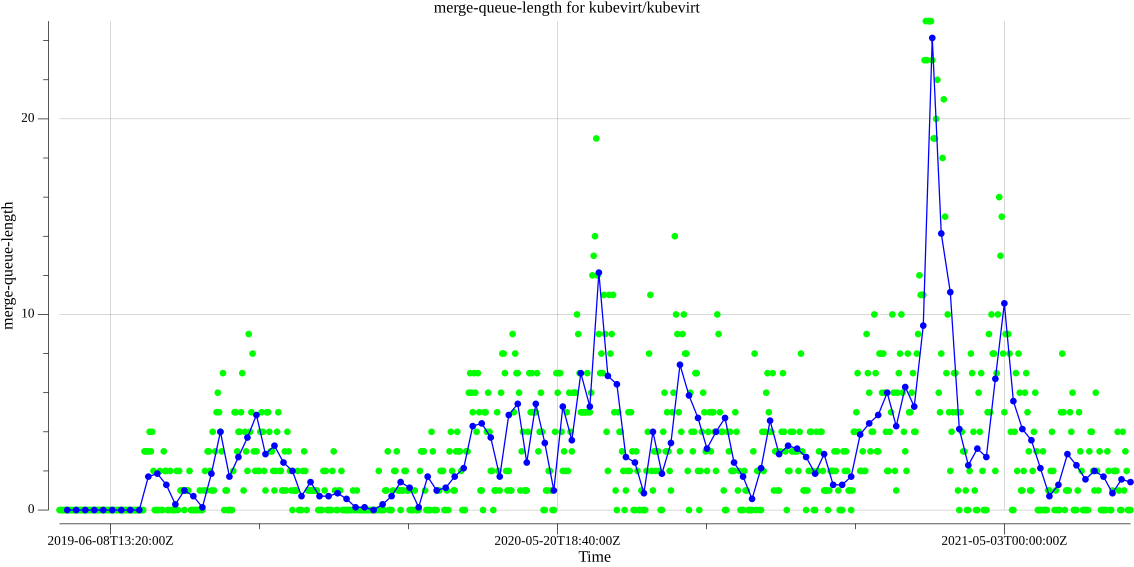 merge-queue-length for kubevirt/kubevirt
20
merge-queue-length
10
0
2019-06-08T13:20:00Z 2020-05-20T18:40:00Z 2021-05-03T00:00:00Z
Time